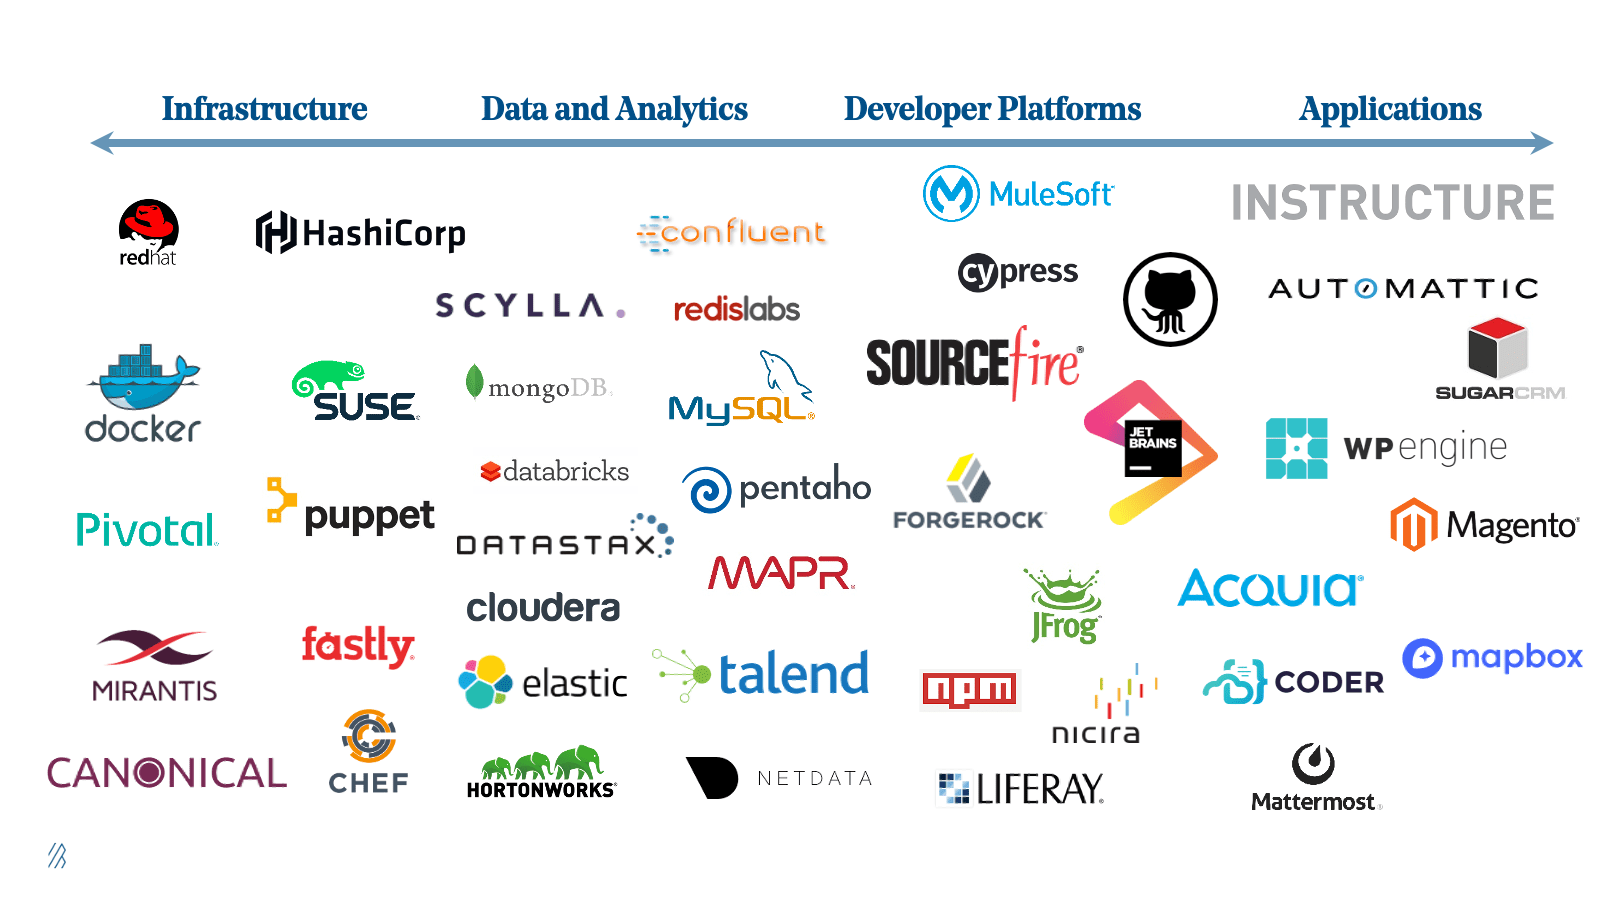 Infrastructure
Data and Analytics
Developer Platforms
Applications
redhat
HashiCorp
confluent
MuleSoft
INSTRUCTURE
SCYLLA.
redislabs
cypress
AUTOMATTIC
docker
SUSE
mongoDB
MySQL®
SOURCEfire®
SUGARCRM
JET
BRAINS
WP engine
databricks
pentaho
FORGEROCK
Pivotal
puppet
DATASTAX
MAPR
Magento®
cloudera
JFrog
ACQUIA®
MIRANTIS
fastly
elastic
talend
npm
nicira
CODER
mapbox
CANONICAL
CHEF
HORTONWORKS
NETDATA
LIFERAY
Mattermost